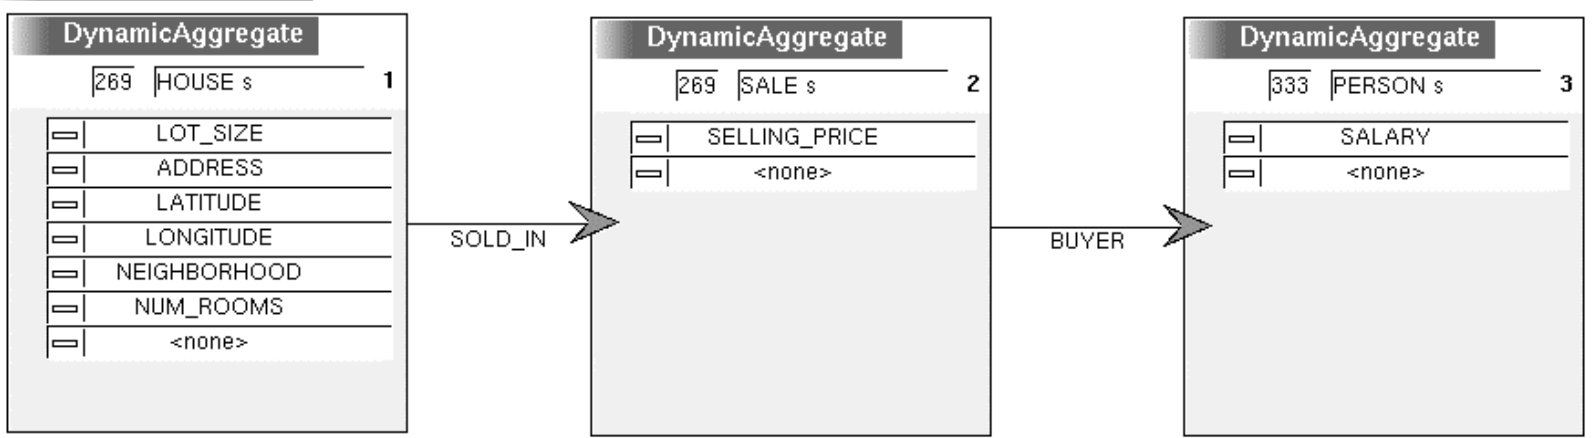 DynamicAggregate
269 HOUSE s 1
LOT_SIZE
ADDRESS
LATITUDE
LONGITUDE
NEIGHBORHOOD
NUM_ROOMS
<none>
SOLD_IN
DynamicAggregate
269 SALE s 2
SELLING_PRICE
<none>
BUYER
DynamicAggregate
333 PERSON s 3
SALARY
<none>